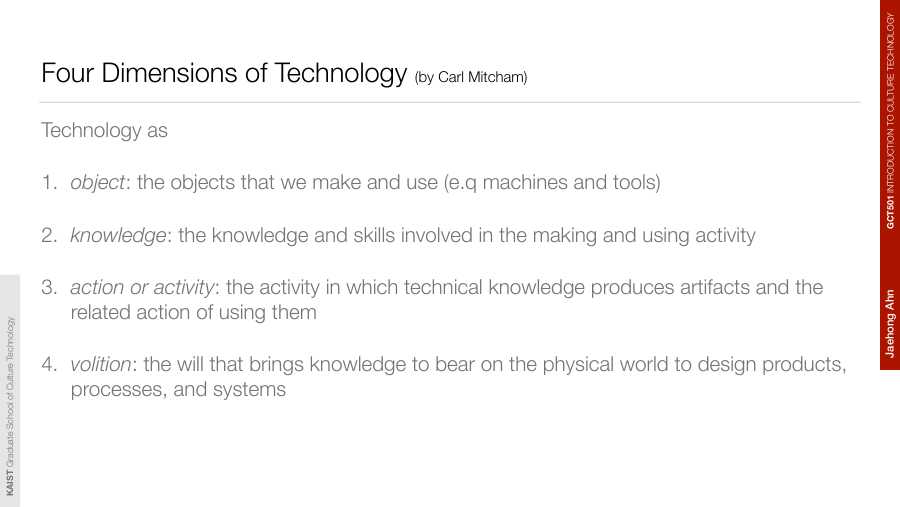 Four Dimensions of Technology (by Carl Mitcham)
Technology as
1. object: the objects that we make and use (e.q machines and tools)
2. knowledge: the knowledge and skills involved in the making and using activity
3. action or activity: the activity in which technical knowledge produces artifacts and the
related action of using them
4. volition: the will that brings knowledge to bear on the physical world to design products,
processes, and systems
GCT501 INTRODUCTION TO CULTURE TECHNOLOGY
Jaehong Ahn
KAIST Graduate School of Culture Technology